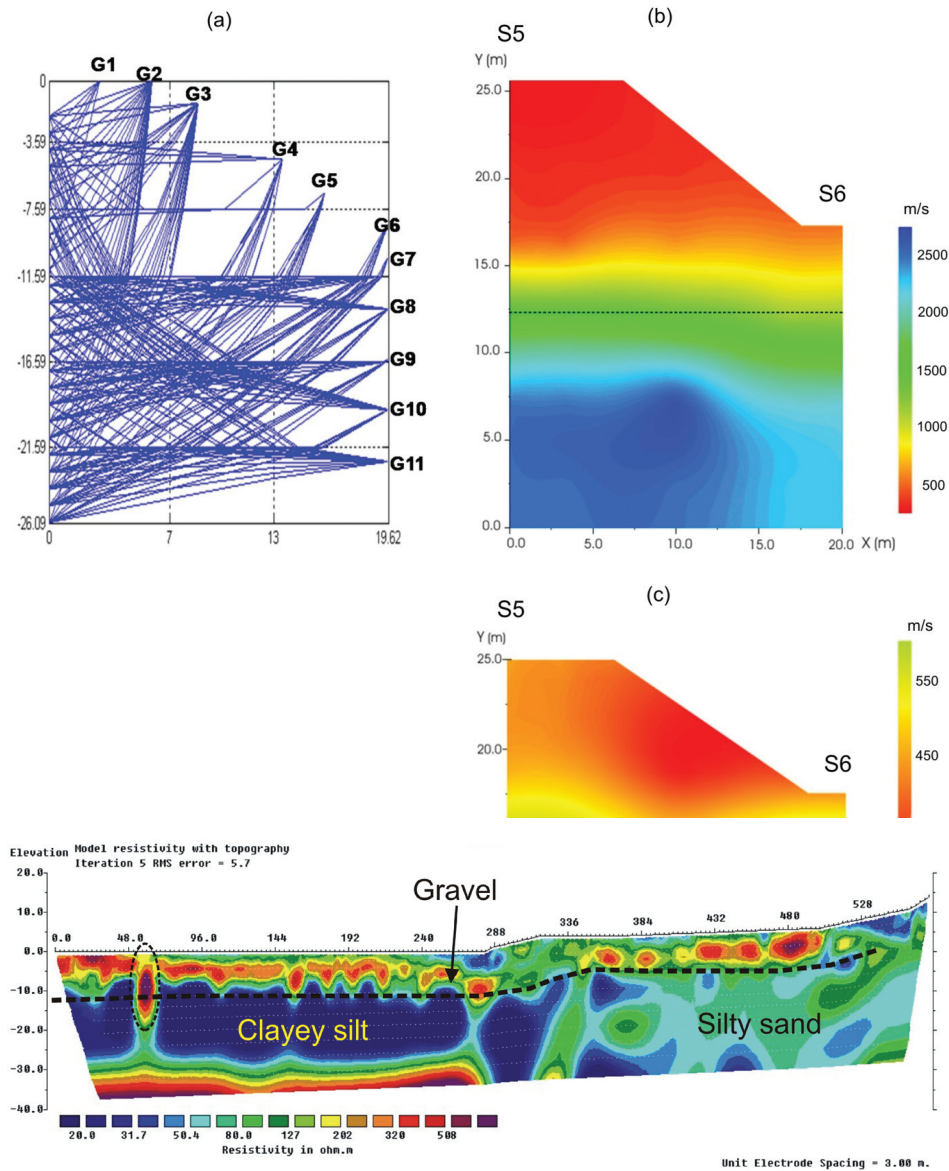 (a)
G1
G2
G3
G4
G5
G6
G7
G8
G9
G10
G11
0
-3.59
-7.59
-11.59
-16.59
-21.59
-26.09
0 7 13 19.62
(b)
S5
Y (m)
25.0
20.0
15.0
10.0
5.0
0.0
S6
0.0 5.0 10.0 15.0 20.0 X (m)
m/s
2500
2000
1500
1000
500
(c)
S5
Y (m)
25.0
20.0
S6
m/s
550
450
Elevation Model resistivity with topography
Iteration 5 RMS error = 5.7
20.0
10.0
0.0
-10.0
-20.0
-30.0
-40.0
0.0 48.0 96.0 144 192 240 288 336 384 432 480 528
Gravel
Clayey silt
Silty sand
20.0 31.7 50.4 80.0 127 202 320 508
Resistivity in ohm.m
Unit Electrode Spacing = 3.00 m.